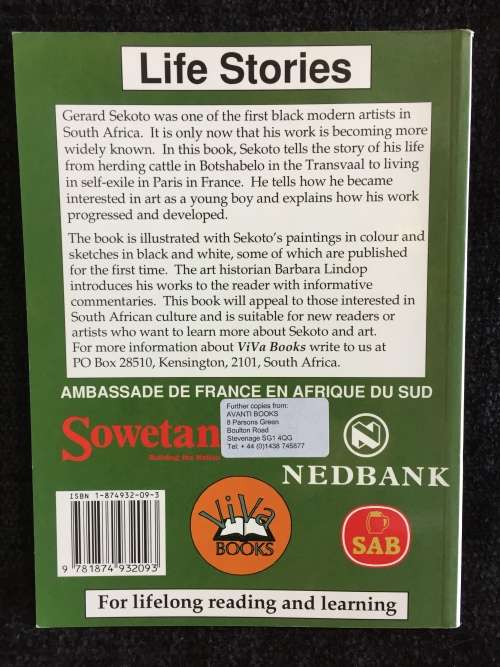 Life Stories
Gerard Sekoto was one of the first black modern artists in
South Africa. It is only now that his work is becoming more
widely known. In this book, Sekoto tells the story of his life
from herding cattle in Botshabelo in the Transvaal to living
in self-exile in Paris in France. He tells how he became
interested in art as a young boy and explains how his work
progressed and developed.
The book is illustrated with Sekoto's paintings in colour and
sketches in black and white, some of which are published
for the first time. The art historian Barbara Lindop
introduces his works to the reader with informative
commentaries. This book will appeal to those interested in
South African culture and is suitable for new readers or
artists who want to learn more about Sekoto and art.
For more information about ViVa Books write to us at
PO Box 28510, Kensington, 2101, South Africa.
AMBASSADE DE FRANCE EN AFRIQUE DU SUD
Sowetan
Building the Nation
Further copies from:
AVANTI BOOKS
8 Parsons Green
Boulton Road
Stevenage SG1 4QG
Tel: + 44 (0)1438 745877
N
NEDBANK
ISBN 1-874932-09-3
9 781874 932093
ViVa
BOOKS
SAB
For lifelong reading and learning